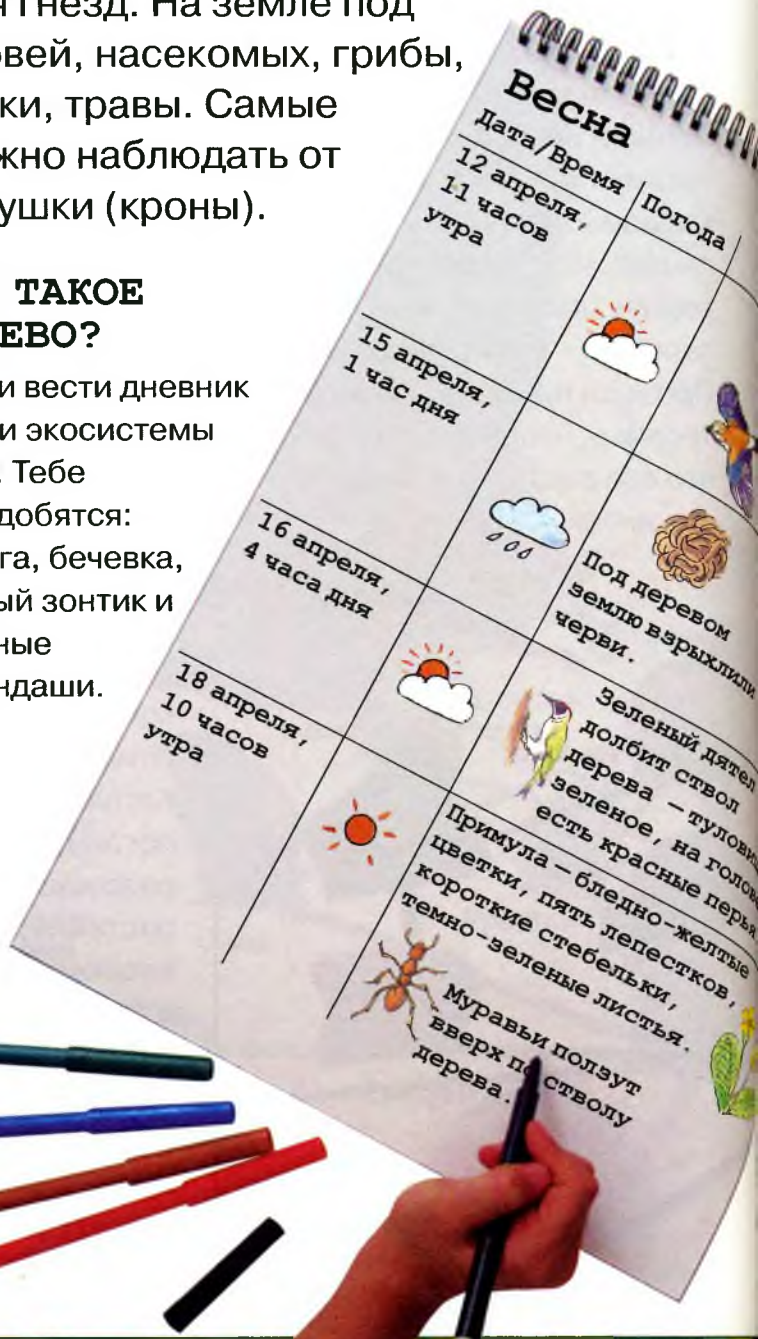 гнезд. На земле под
овей, насекомых, грибы,
ки, травы. Самые
жно наблюдать от
ушки (кроны).
ТАКОЕ
ЕВО?
и вести дневник
и экосистемы
Тебе
добятся:
га, бечевка,
ый зонтик и
ные
ндаши.
Весна
Дата/Время
Погода
12 апреля,
11 часов
утра
15 апреля,
1 час дня
Под деревом
землю взрыхлили
черви.
16 апреля,
4 часа дня
Зеленый дятел
долбит ствол
дерева – тулови
зеленое, на голов
есть красные перья
18 апреля,
10 часов
утра
Примула – бледно-желтые
цветки, пять лепестков,
короткие стебельки,
темно-зеленые листья.
Муравьи ползут
вверх по стволу
дерева.